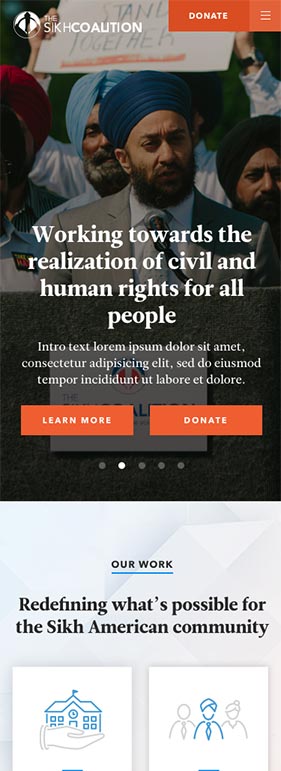 STAND
TOGETHER
THE
SIKHCOALITION
DONATE
Working towards the
realization of civil and
human rights for all
people
Intro text lorem ipsum dolor sit amet,
consectetur adipisicing elit, sed do eiusmod
tempor incididunt ut labore et dolore.
THE
LEARN MORE
DONATE
OUR WORK
Redefining what's possible for
the Sikh American community